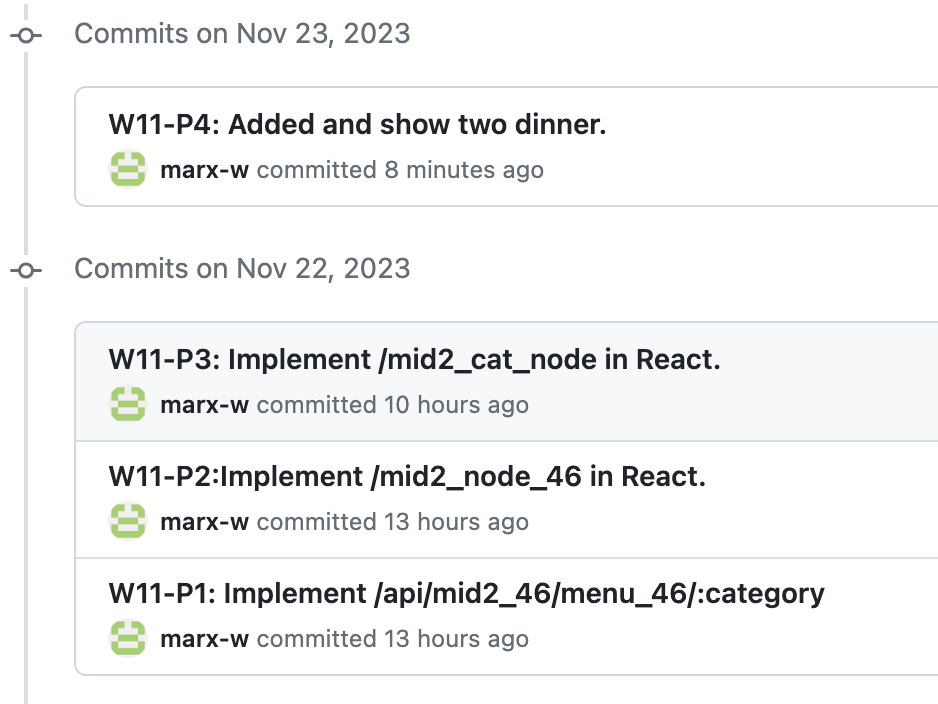 Commits on Nov 23, 2023
W11-P4: Added and show two dinner.
marx-w committed 8 minutes ago
Commits on Nov 22, 2023
W11-P3: Implement /mid2_cat_node in React.
marx-w committed 10 hours ago
W11-P2:Implement /mid2_node_46 in React.
marx-w committed 13 hours ago
W11-P1: Implement /api/mid2_46/menu_46/:category
marx-w committed 13 hours ago